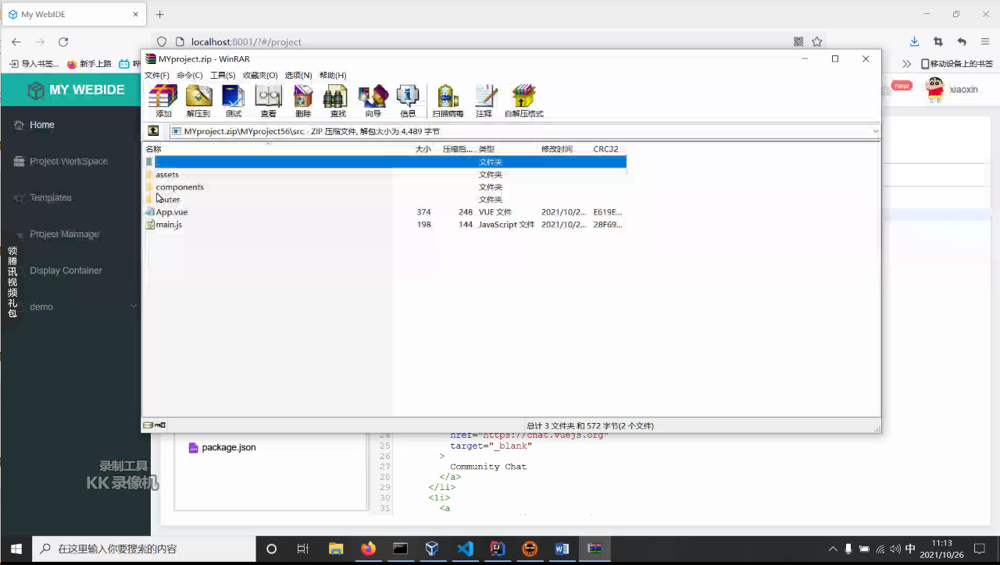 My WebIDE
localhost:8001/?#/project
导入书签...
新手上路
移动设备上的书签
MYproject.zip - WinRAR
文件(F) 命令(C) 工具(S) 收藏夹(O) 选项(N) 帮助(H)
添加 解压到 测试 查看 删除 查找 向导 信息 扫描病毒 注释 自解压格式
MYproject.zip\MYproject56\src - ZIP 压缩文件, 解包大小为 4,489 字节
名称 大小 压缩后... 类型 修改时间 CRC32
.. 文件夹
assets 文件夹
components 文件夹
router 文件夹
App.vue 374 248 VUE 文件 2021/10/2... E619E...
main.js 198 144 JavaScript 文件 2021/10/2... 28F69...
总计 3 文件夹 和 572 字节(2 个文件)
MY WEBIDE
new
xiaoxin
Home
Project WorkSpace
Templates
Project Mannage
Display Container
demo
领腾讯视频礼包
package.json
24 href="https://chat.vuejs.org"
25 target="_blank"
26 >
27 Community Chat
28 </a>
29 </li>
30 <li>
31 <a
录制工具
KK录像机
在这里输入你要搜索的内容
中
11:13
2021/10/26